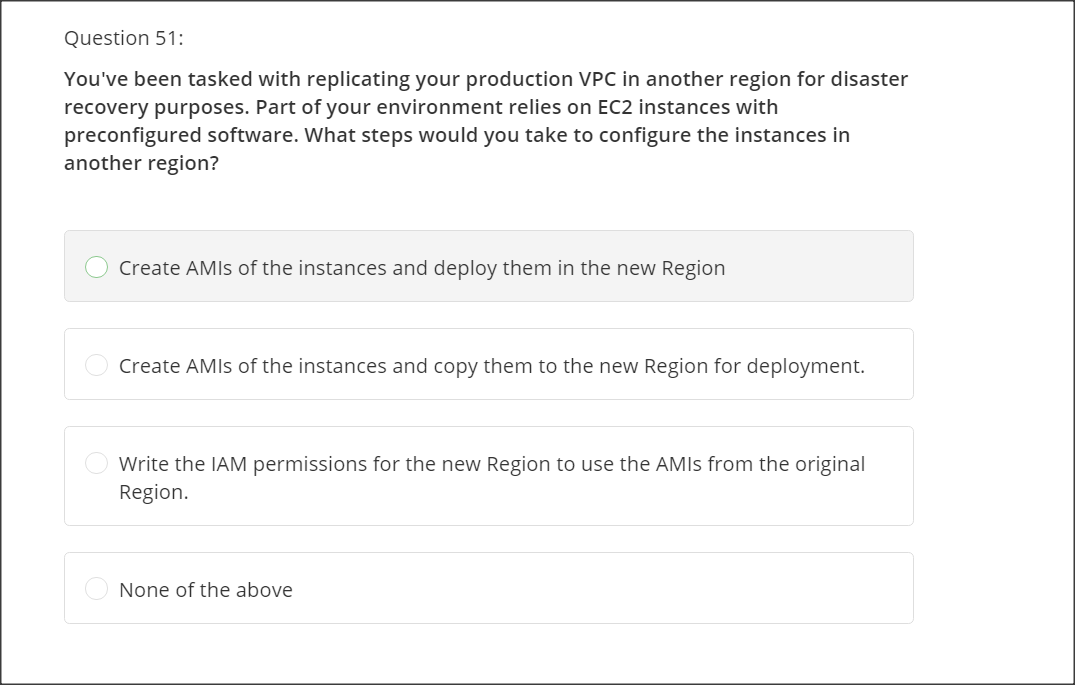 Question 51:
You've been tasked with replicating your production VPC in another region for disaster
recovery purposes. Part of your environment relies on EC2 instances with
preconfigured software. What steps would you take to configure the instances in
another region?
Create AMIs of the instances and deploy them in the new Region
Create AMIs of the instances and copy them to the new Region for deployment.
Write the IAM permissions for the new Region to use the AMIs from the original
Region.
None of the above